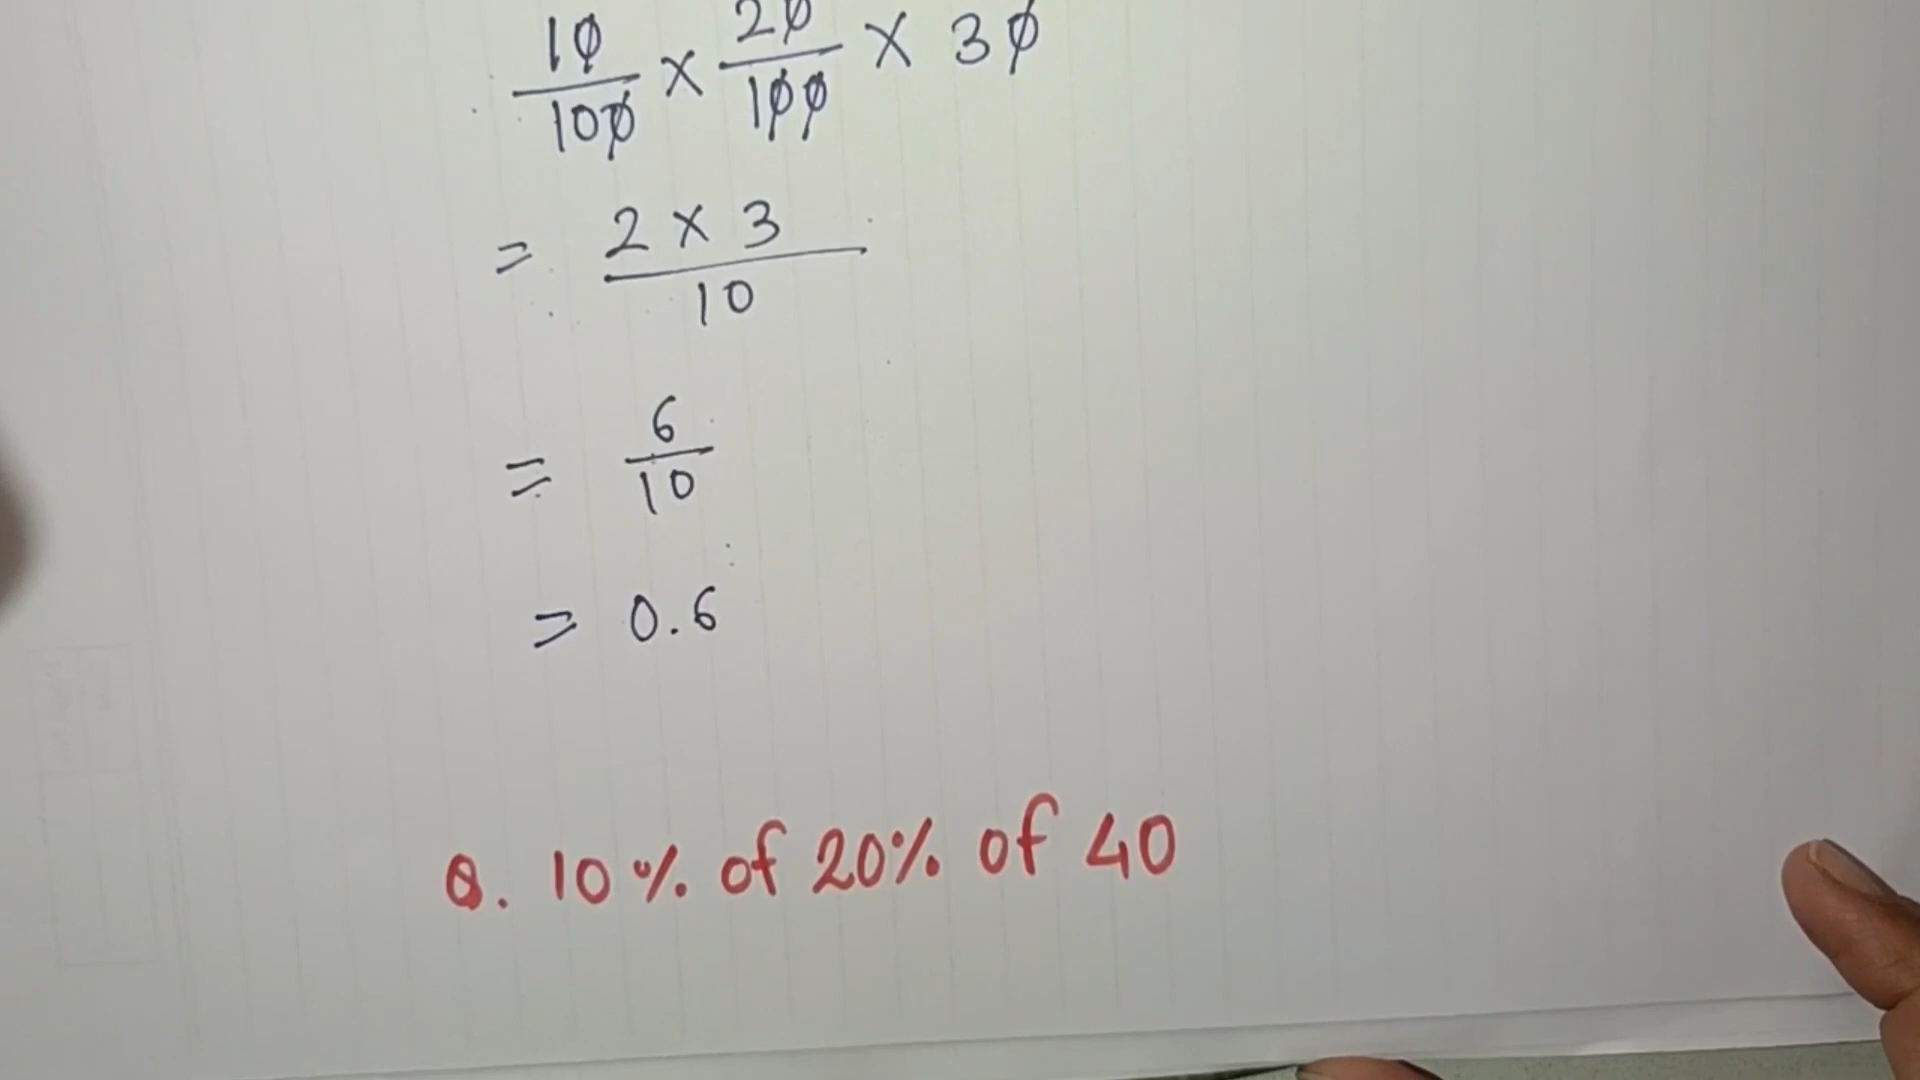 10/100 × 20/100 × 30
= 2 × 3/10
= 6/10
= 0.6
Q. 10% of 20% of 40